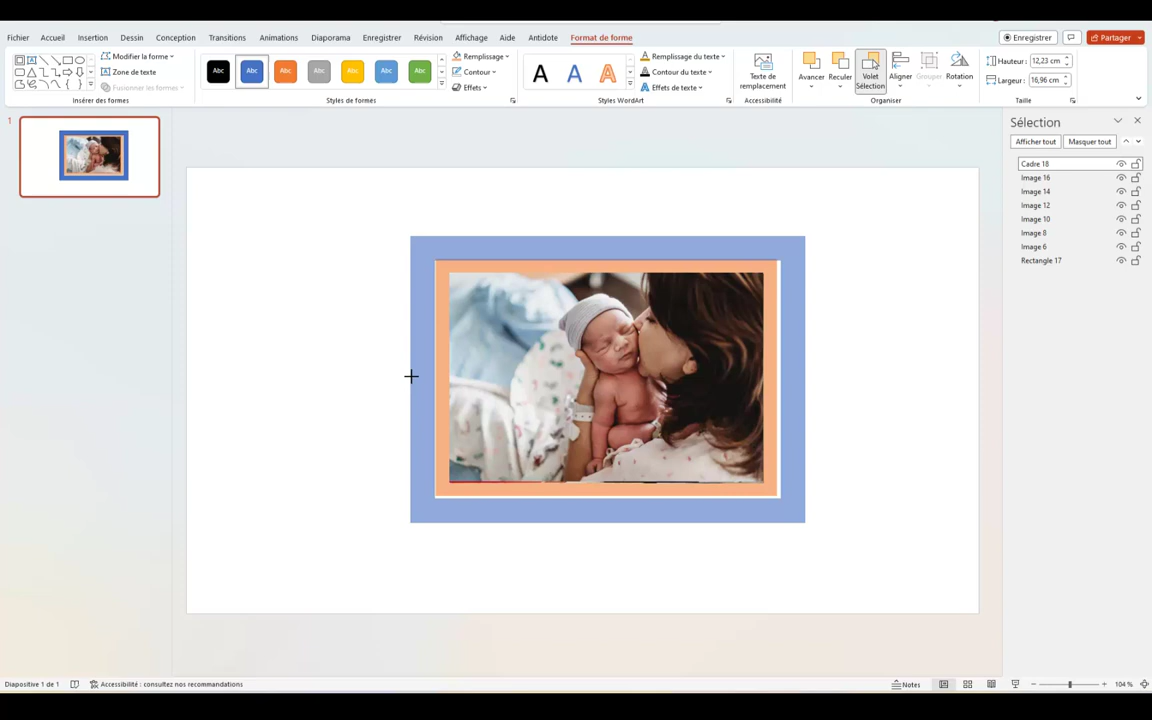 Fichier Accueil Insertion Dessin Conception Transitions Animations Diaporama Enregistrer Révision Affichage Aide Antidote Format de forme Enregistrer Partager
Modifier la forme
Zone de texte
Fusionner les formes
Insérer des formes
Abc Abc Abc Abc Abc Abc Abc
Remplissage
Contour
Effets
Styles de formes
A A A
Remplissage du texte
Contour du texte
Effets de texte
Styles WordArt
Texte de remplacement
Accessibilité
Avancer Reculer Volet Sélection Aligner Grouper Rotation
Organiser
Hauteur: 12,23 cm
Largeur: 16,96 cm
Taille
1
Sélection
Afficher tout Masquer tout
Cadre 18
Image 16
Image 14
Image 12
Image 10
Image 8
Image 6
Rectangle 17
Diapositive 1 de 1 Accessibilité : consultez nos recommandations Notes 104 %